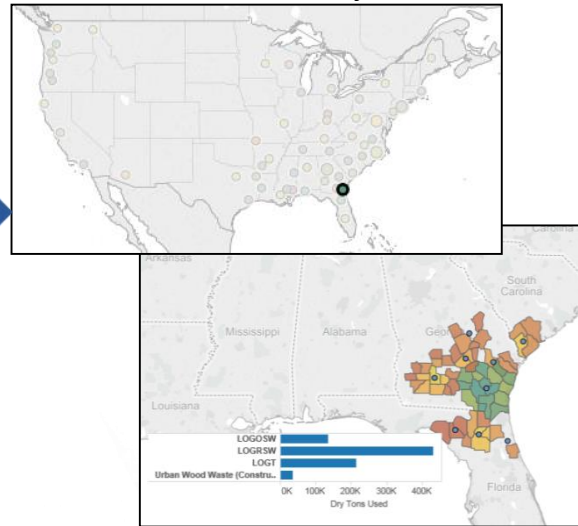 Arkansas
Carolina
South
Carolina
Mississippi
Alabama
Georg
Louisiana
LOGOSW
LOGRSW
LOGT
Urban Wood Waste (Constru..
0K 100K 200K 300K 400K
Dry Tons Used
Florida